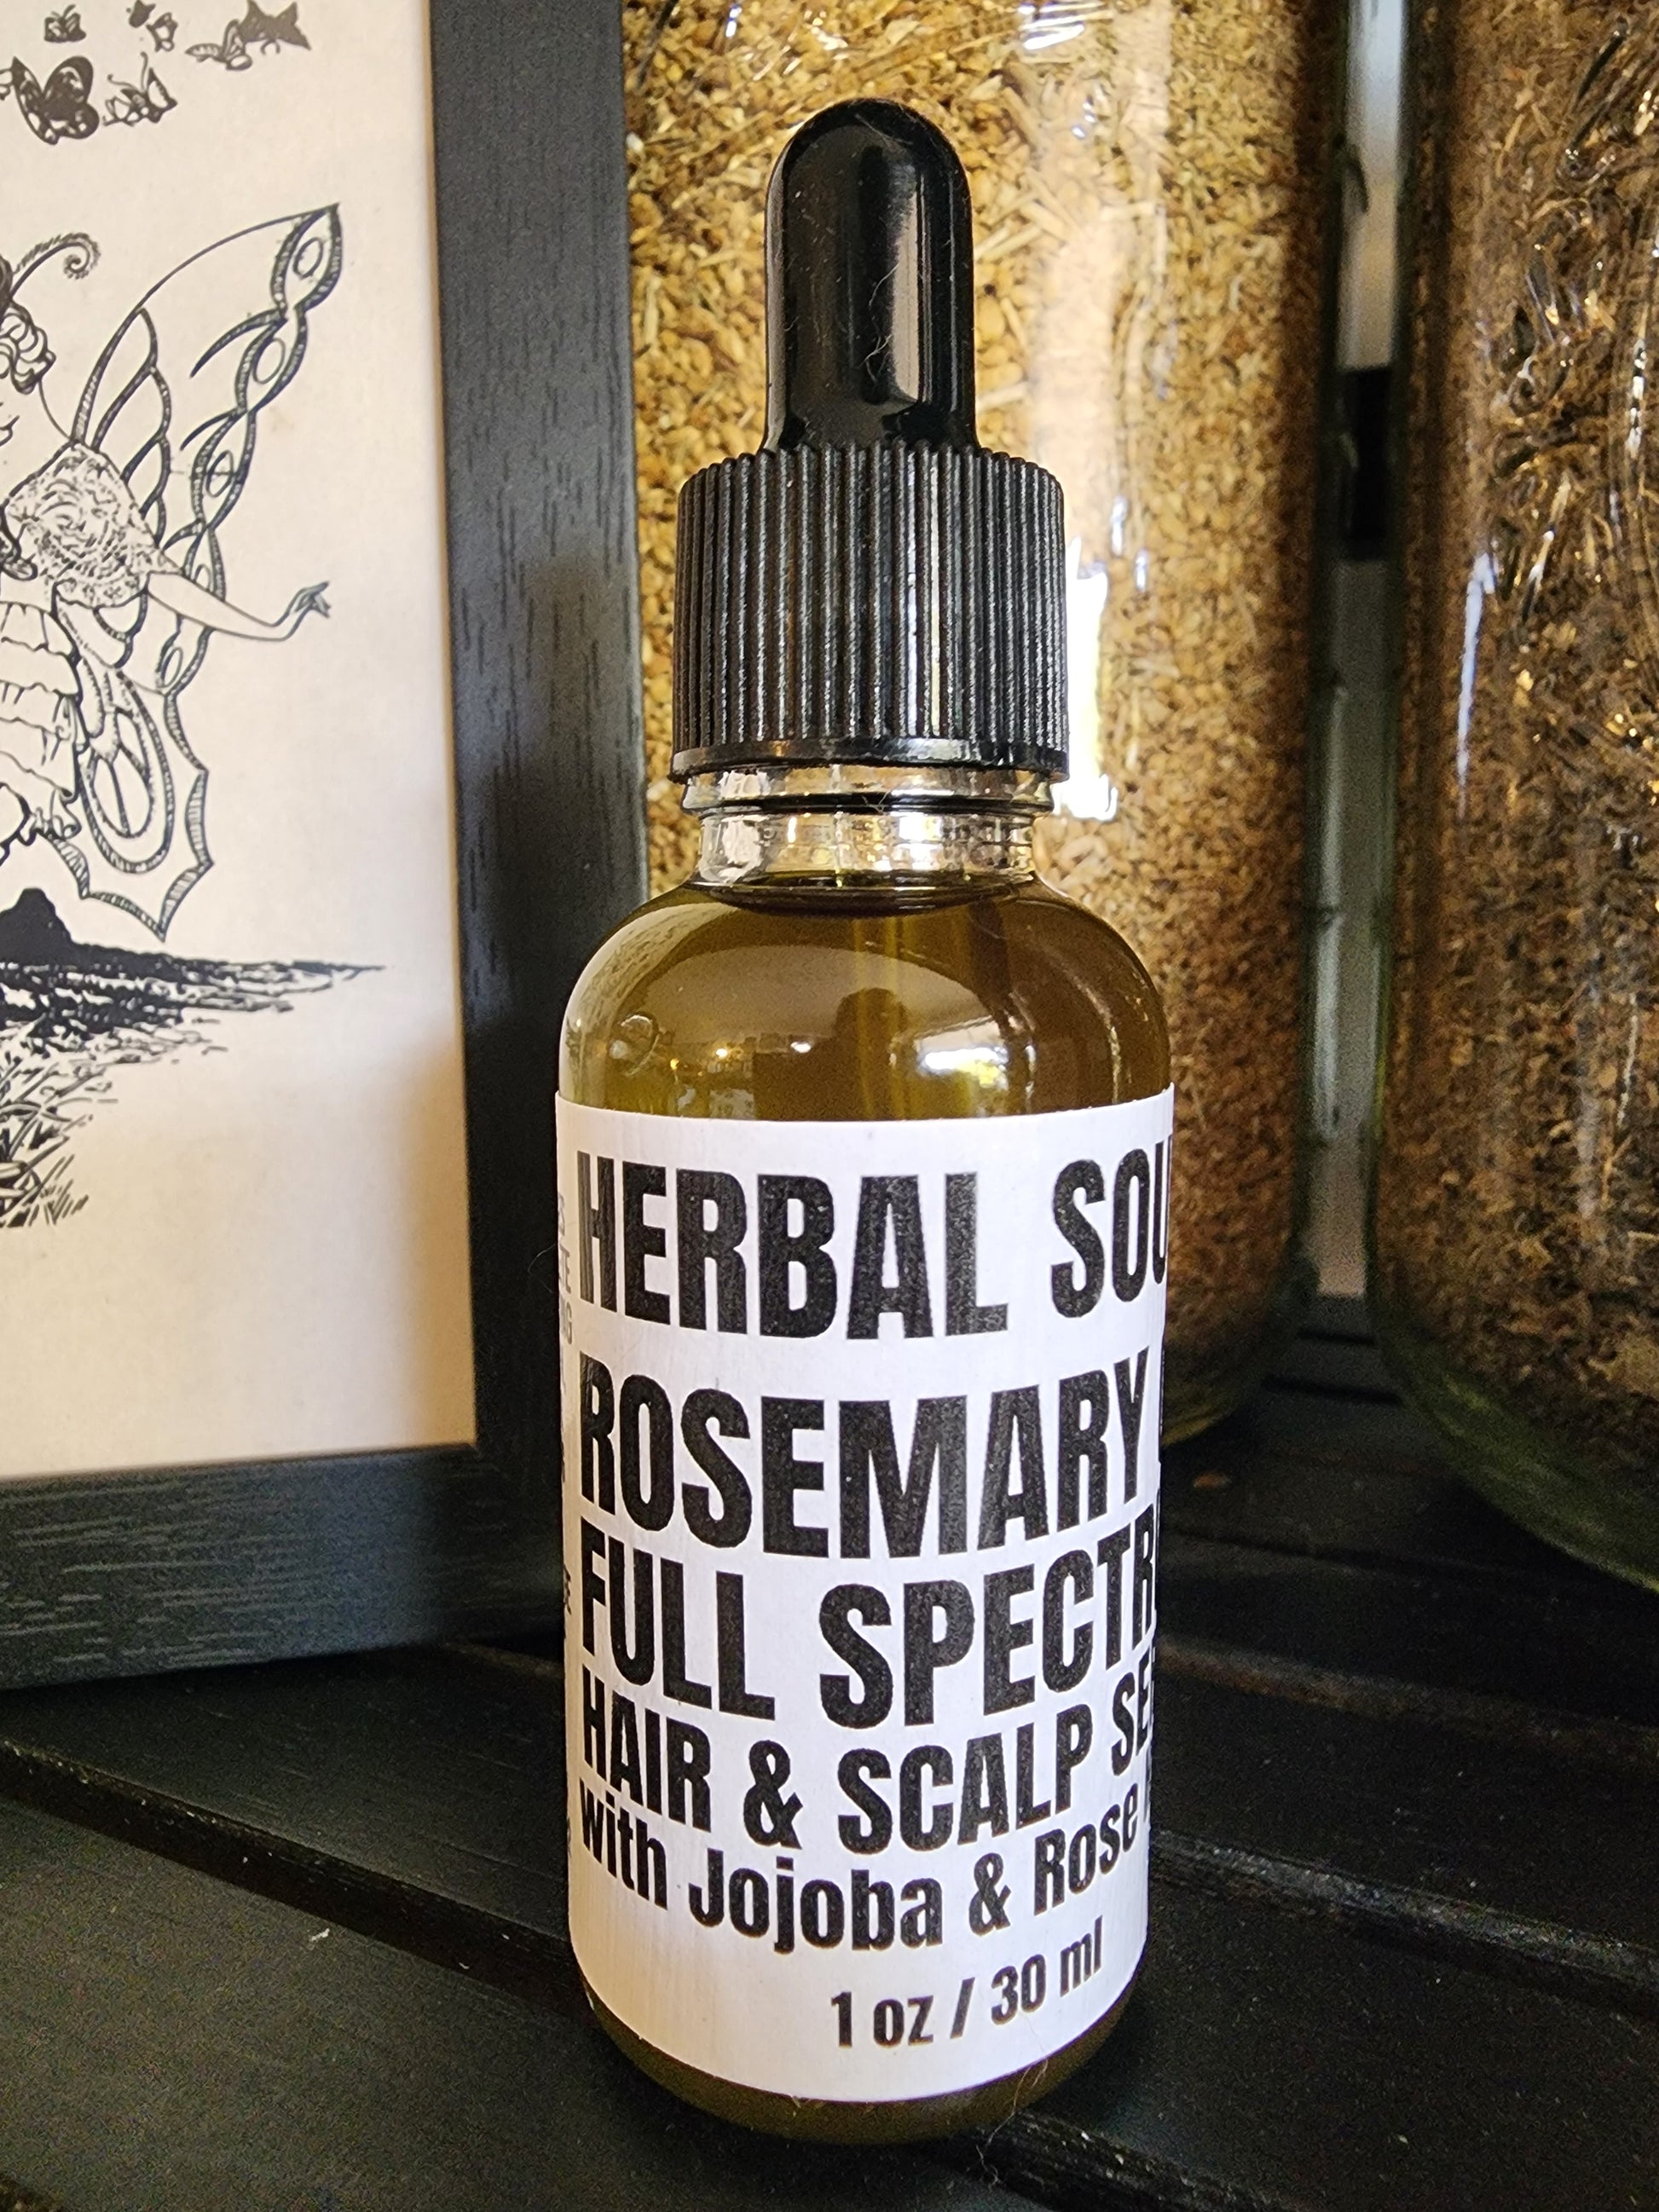 HERBAL SOU
ROSEMARY
FULL SPECTR
HAIR & SCALP SE
with Jojoba & Rose
1 oz / 30 ml